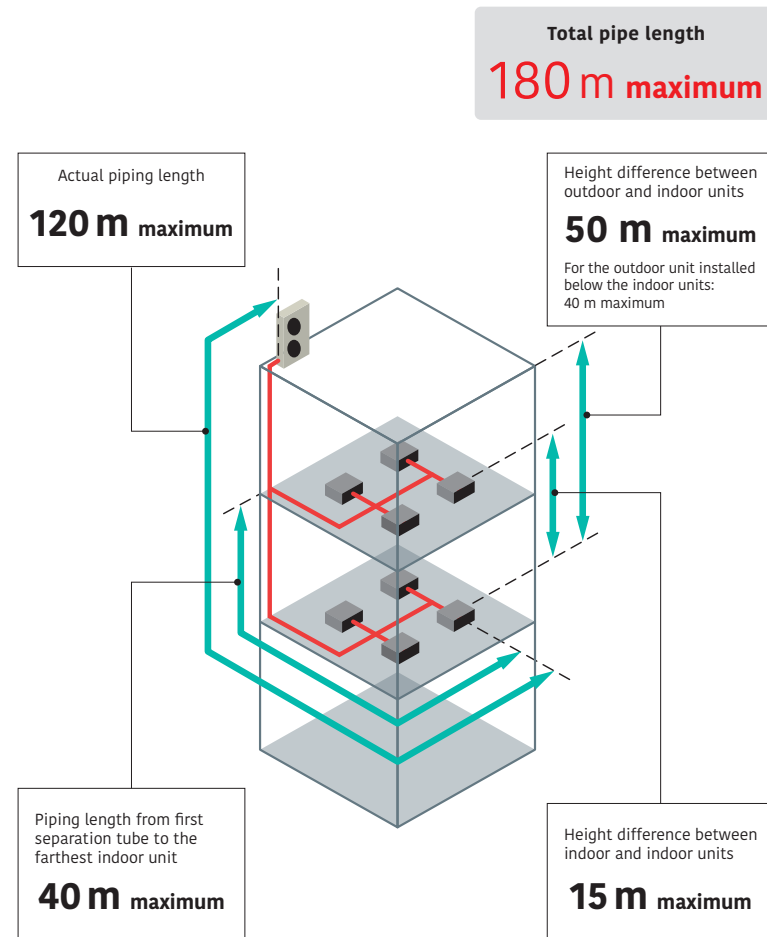 Total pipe length
180 m maximum
Actual piping length
120 m maximum
Height difference between
outdoor and indoor units
50 m maximum
For the outdoor unit installed
below the indoor units:
40 m maximum
Piping length from first
separation tube to the
farthest indoor unit
40 m maximum
Height difference between
indoor and indoor units
15 m maximum